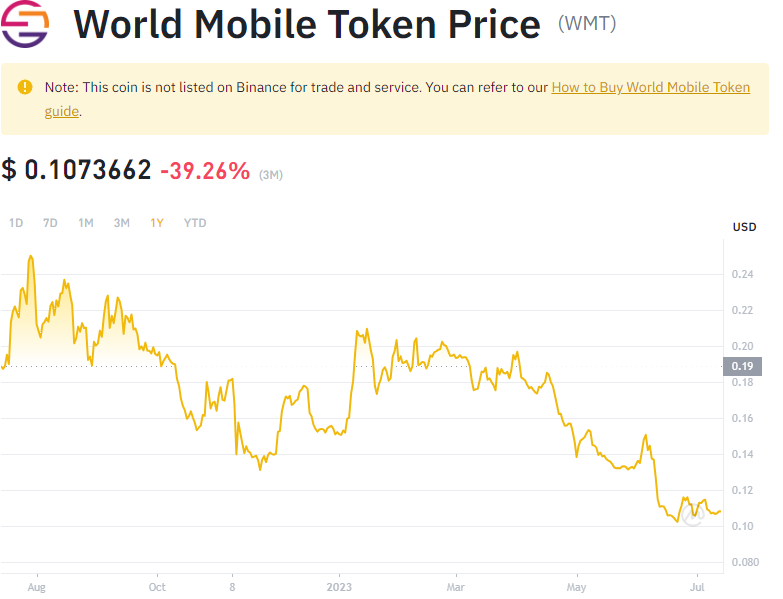 World Mobile Token Price (WMT)
Note: This coin is not listed on Binance for trade and service. You can refer to our How to Buy World Mobile Token
guide.
$ 0.1073662 -39.26% (3M)
1D 7D 1M 3M 1Y YTD
USD
0.24
0.22
0.20
0.19
0.18
0.16
0.14
0.12
0.10
0.080
Aug Oct 8 2023 Mar May Jul